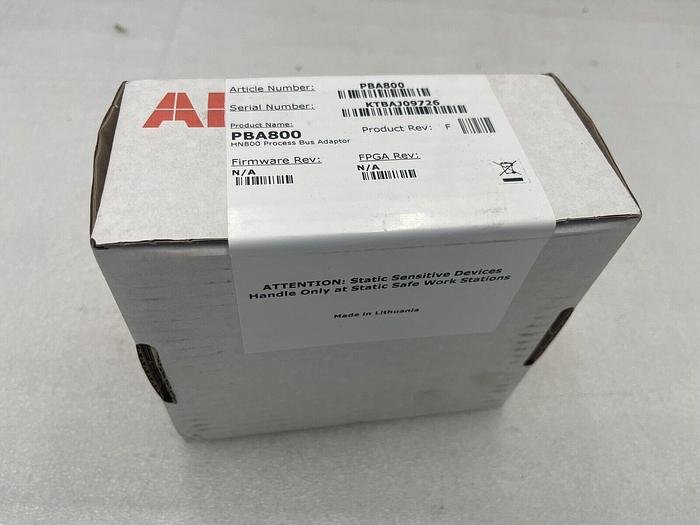 AB
Article Number: PBA800
Serial Number: KTBAJ09726
Product Name:
PBA800 Product Rev: F
HN800 Process Bus Adaptor
Firmware Rev: FPGA Rev:
N/A N/A
ATTENTION: Static Sensitive Devices
Handle Only at Static Safe Work Stations
Made in Lithuania